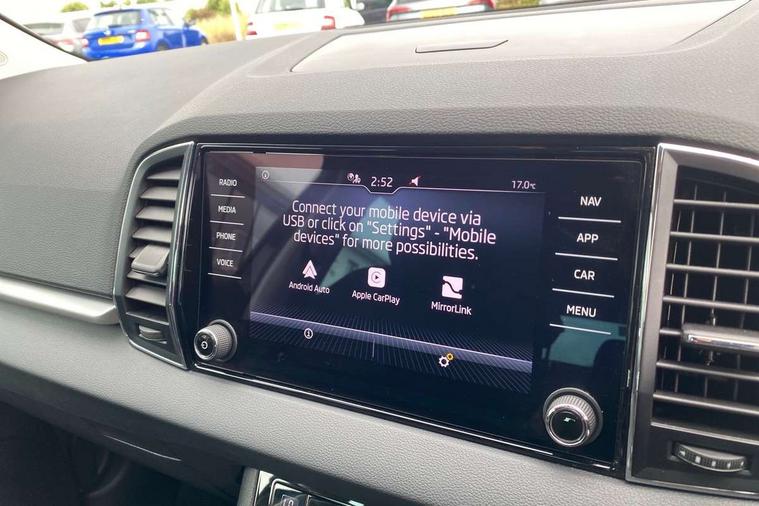 RADIO
MEDIA
PHONE
VOICE
2:52
17.0°C
Connect your mobile device via
USB or click on "Settings" - "Mobile
devices" for more possibilities.
Android Auto
Apple CarPlay
MirrorLink
NAV
APP
CAR
MENU